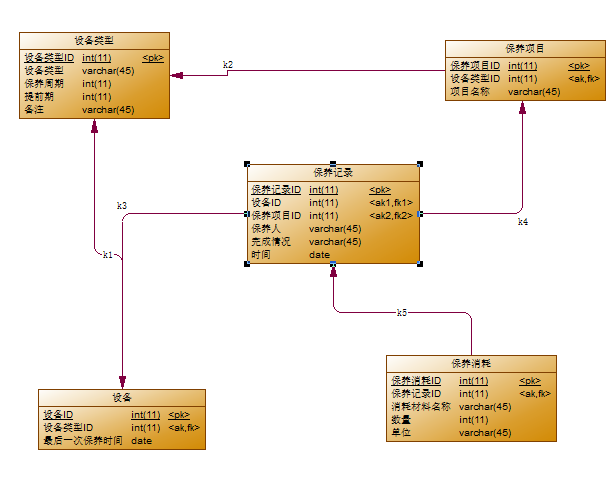 设备类型
设备类型ID int(11) <pk>
设备类型 varchar(45)
保养周期 int(11)
提前期 int(11)
备注 varchar(45)
k2
保养项目
保养项目ID int(11) <pk>
设备类型ID int(11) <ak,fk>
项目名称 varchar(45)
保养记录
保养记录ID int(11) <pk>
设备ID int(11) <ak1,fk1>
保养项目ID int(11) <ak2,fk2>
保养人 varchar(45)
完成情况 varchar(45)
时间 date
k3
k4
k1
k5
设备
设备ID int(11) <pk>
设备类型ID int(11) <ak,fk>
最后一次保养时间 date
保养消耗
保养消耗ID int(11) <pk>
保养记录ID int(11) <ak,fk>
消耗材料名称 varchar(45)
数量 int(11)
单位 varchar(45)